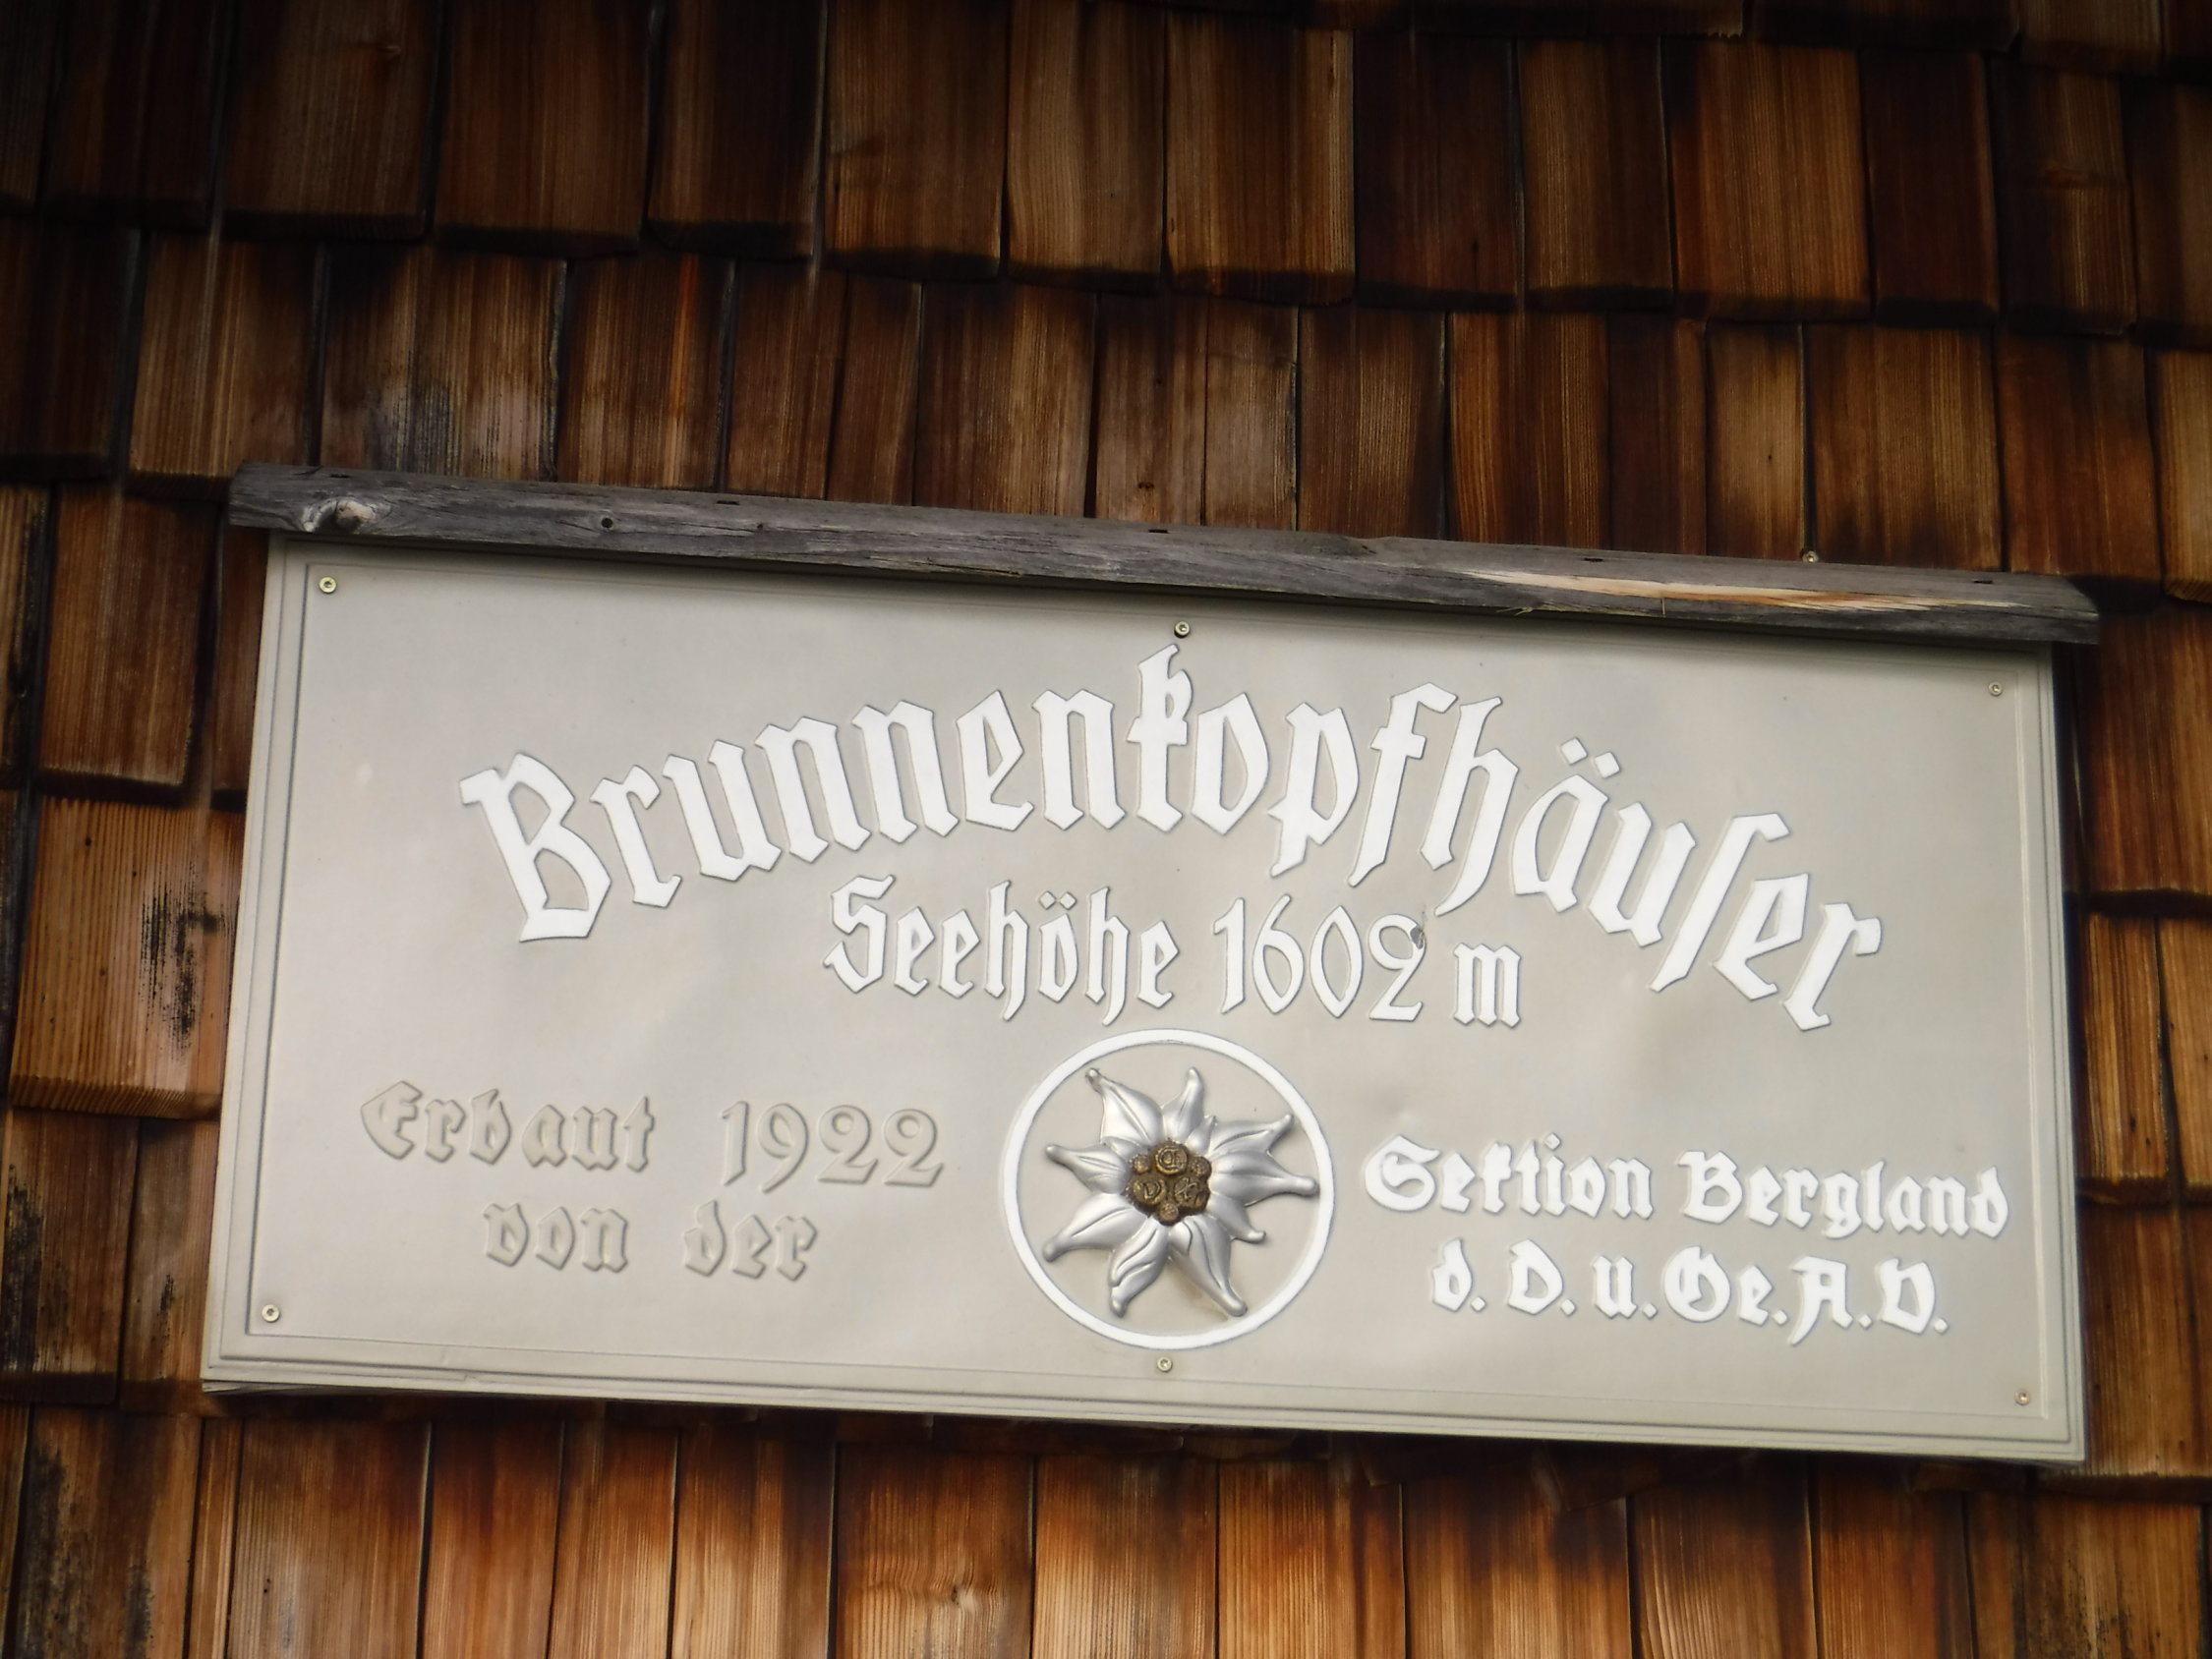 Brunnenkopfhäuſer
Seehöhe 1602 m
Erbaut 1922
von der
Sektion Bergland
d. D. u. Oe. A. V.